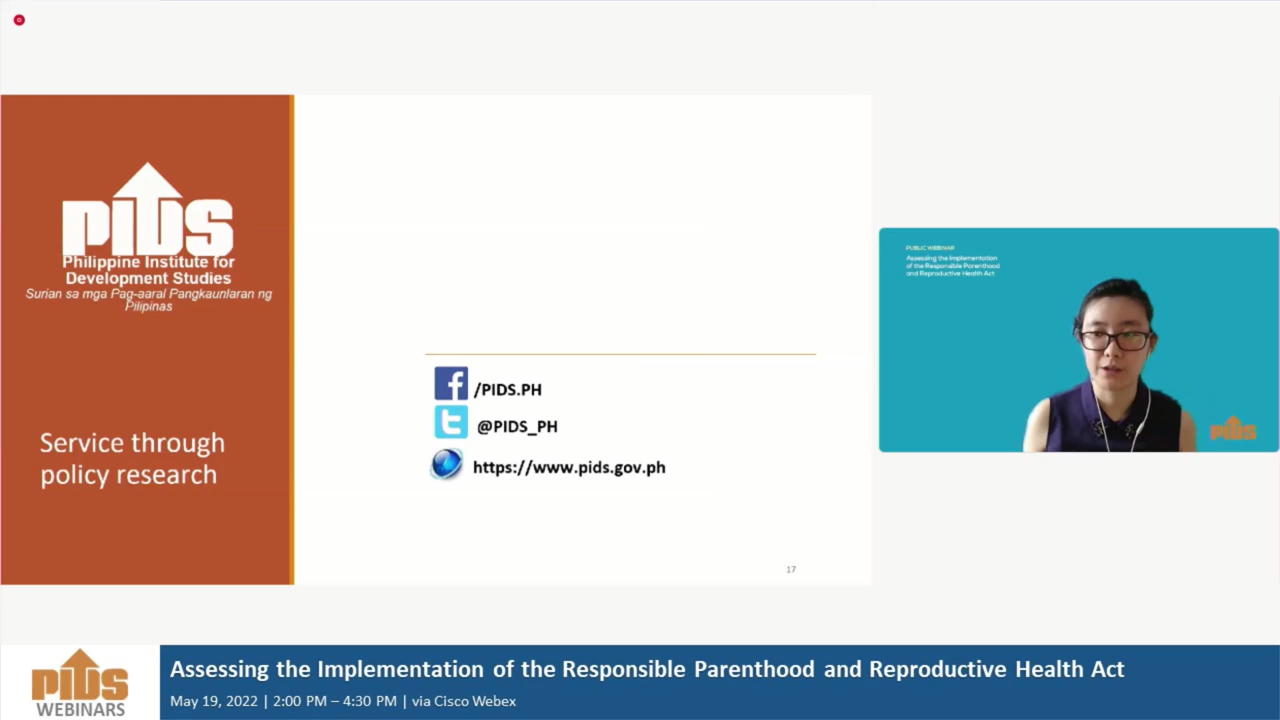 PIDS
Philippine Institute for
Development Studies
Surian sa mga Pag-aaral Pangkaunlaran ng
Pilipinas
Service through
policy research
/PIDS.PH
@PIDS_PH
https://www.pids.gov.ph
17
PUBLIC WEBINAR
Assessing the Implementation
of the Responsible Parenthood
and Reproductive Health Act
PIDS
PIDS
WEBINARS
Assessing the Implementation of the Responsible Parenthood and Reproductive Health Act
May 19, 2022 | 2:00 PM – 4:30 PM | via Cisco Webex